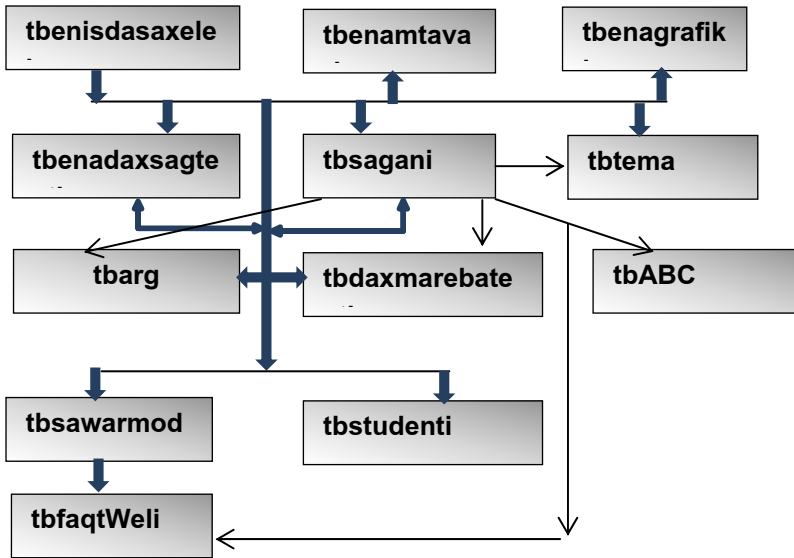 tbenisdasaxele
tbenamtava
tbenagrafik
tbenadaxsagte
tbsagani
tbtema
tbarg
tbdaxmarebate
tbABC
tbsawarmod
tbstudenti
tbfaqtWeli